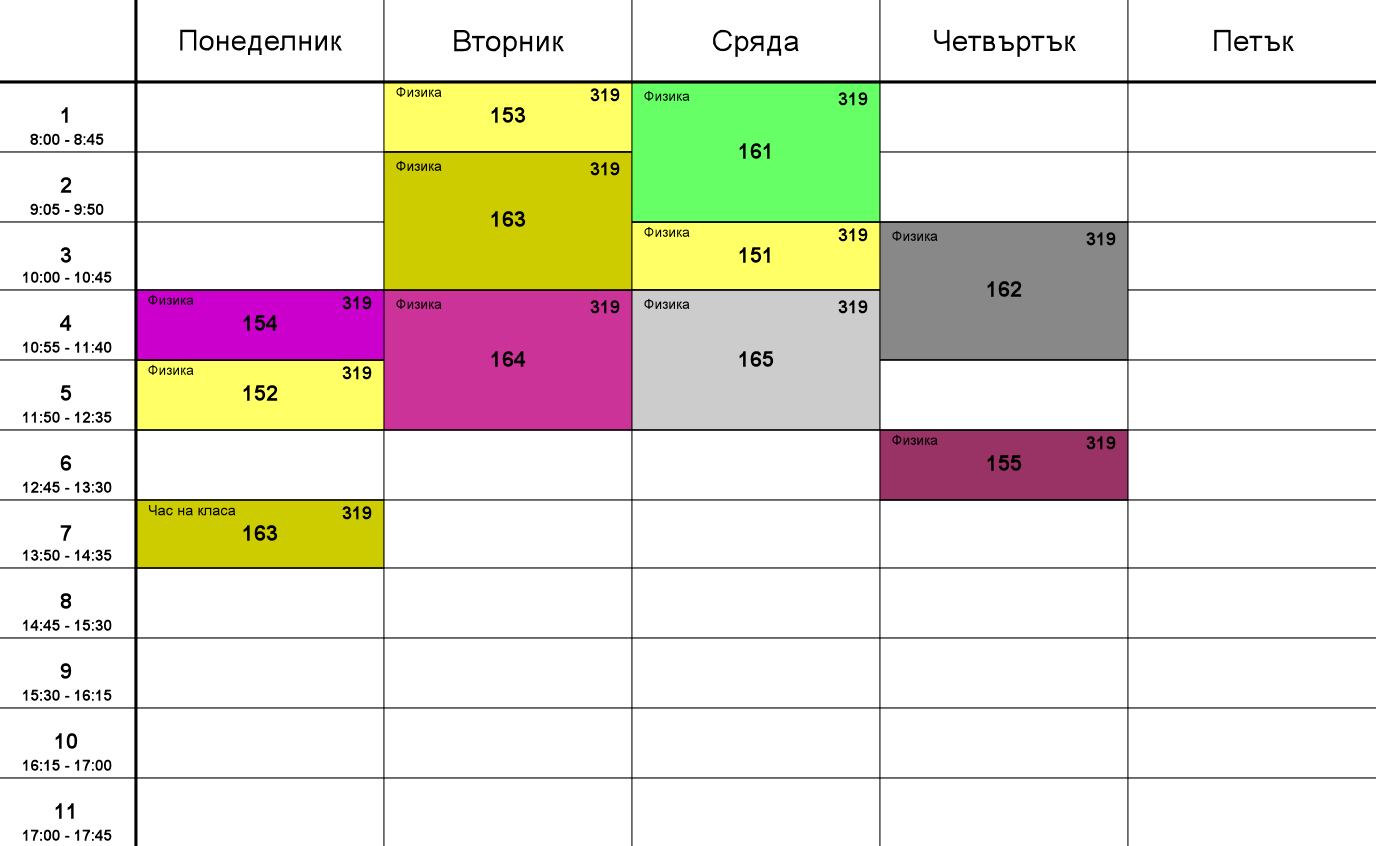 Понеделник Вторник Сряда Четвъртък Петък
1
8:00 - 8:45
Физика 319
153
Физика 319
161
2
9:05 - 9:50
Физика 319
163
3
10:00 - 10:45
Физика 319
151
Физика 319
162
4
10:55 - 11:40
Физика 319
154
Физика 319
164
Физика 319
165
5
11:50 - 12:35
Физика 319
152
6
12:45 - 13:30
Физика 319
155
7
13:50 - 14:35
Час на класа 319
163
8
14:45 - 15:30
9
15:30 - 16:15
10
16:15 - 17:00
11
17:00 - 17:45